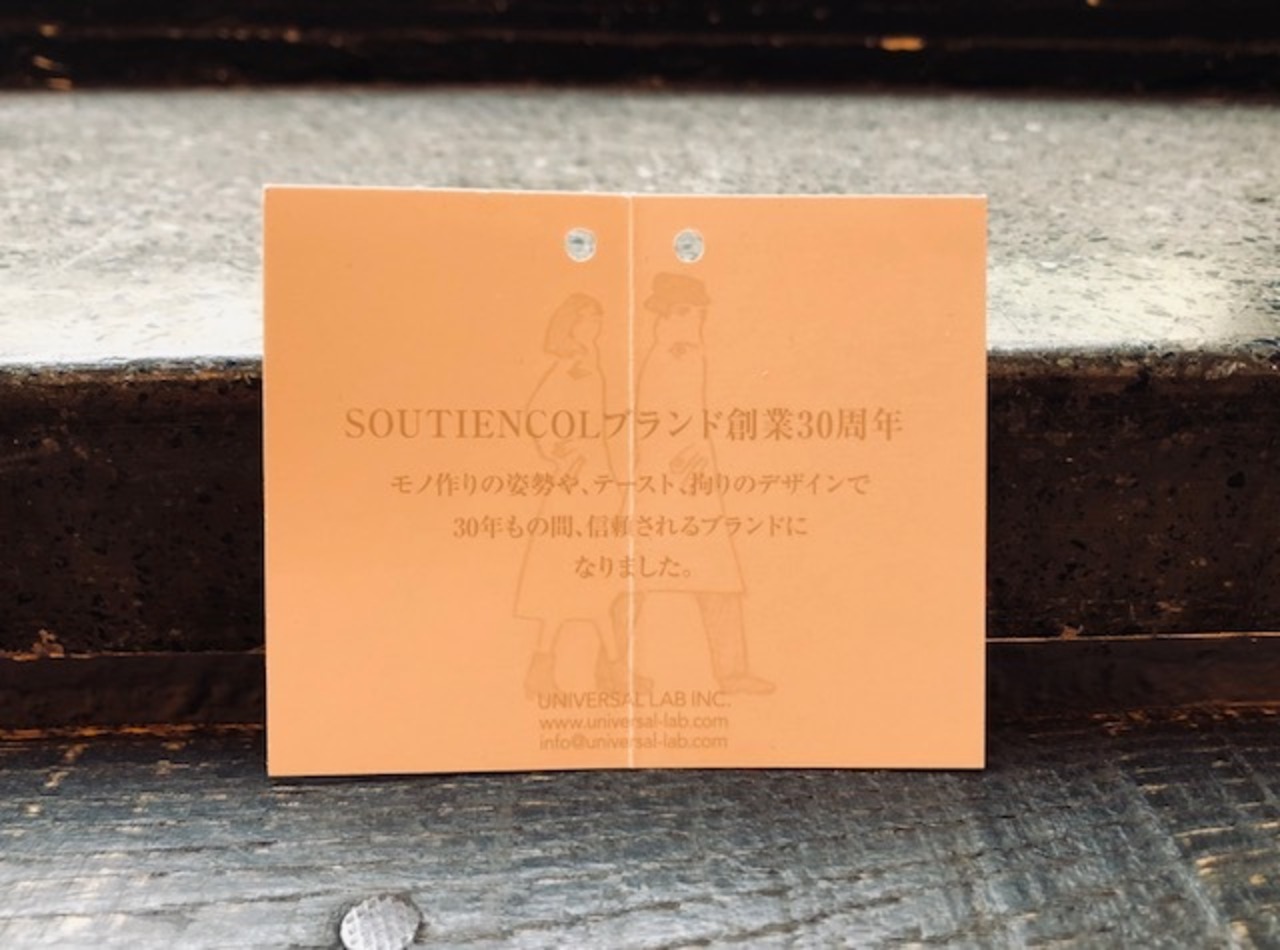 SOUTIENCOLブランド創業30周年
モノ作りの姿勢や、テースト、拘りのデザインで
30年もの間、信頼されるブランドに
なりました。
UNIVERSAL LAB INC.
www.universal-lab.com
info@universal-lab.com